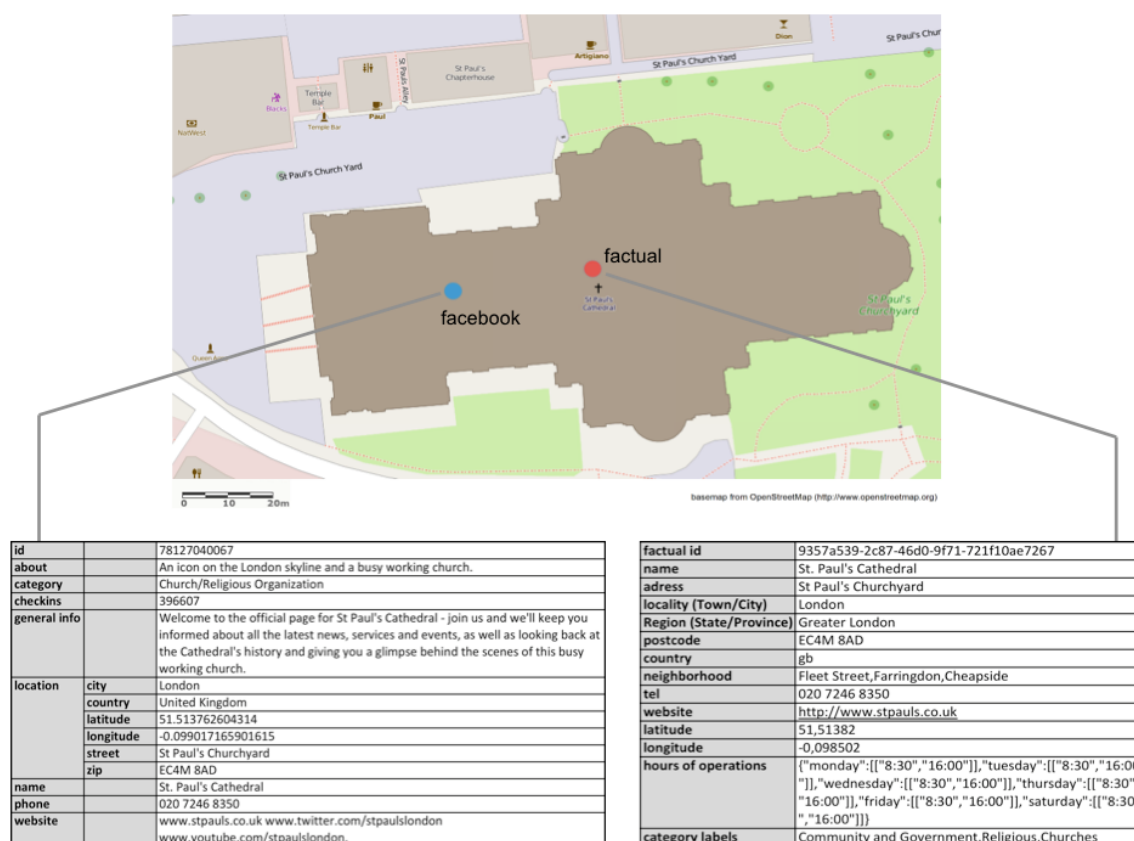 Dion
St Paul's Chur
Artigiano
St Paul's Church Yard
St Paul's
Chapterhouse
St Pauls Alley
Temple
Bar
Blacks
Paul
Temple Bar
NatWest
St Paul's Church Yard
factual
St Paul's
Cathedral
facebook
St Paul's
Churchyard
Queen Anne
0 10 20m
basemap from OpenStreetMap (http://www.openstreetmap.org)
id 78127040067
about An icon on the London skyline and a busy working church.
category Church/Religious Organization
checkins 396607
general info Welcome to the official page for St Paul's Cathedral - join us and we'll keep you
informed about all the latest news, services and events, as well as looking back at
the Cathedral's history and giving you a glimpse behind the scenes of this busy
working church.
location city London
country United Kingdom
latitude 51.513762604314
longitude -0.099017165901615
street St Paul's Churchyard
zip EC4M 8AD
name St. Paul's Cathedral
phone 020 7246 8350
website www.stpauls.co.uk www.twitter.com/stpaulslondon
www.youtube.com/stpaulslondon,
factual id 9357a539-2c87-46d0-9f71-721f10ae7267
name St. Paul's Cathedral
adress St Paul's Churchyard
locality (Town/City) London
Region (State/Province) Greater London
postcode EC4M 8AD
country gb
neighborhood Fleet Street,Farringdon,Cheapside
tel 020 7246 8350
website http://www.stpauls.co.uk
latitude 51,51382
longitude -0,098502
hours of operations {"monday":[["8:30","16:00"]],"tuesday":[["8:30","16:00
"]],"wednesday":[["8:30","16:00"]],"thursday":[["8:30"
"16:00"]],"friday":[["8:30","16:00"]],"saturday":[["8:30
","16:00"]]}
category labels Community and Government,Religious,Churches